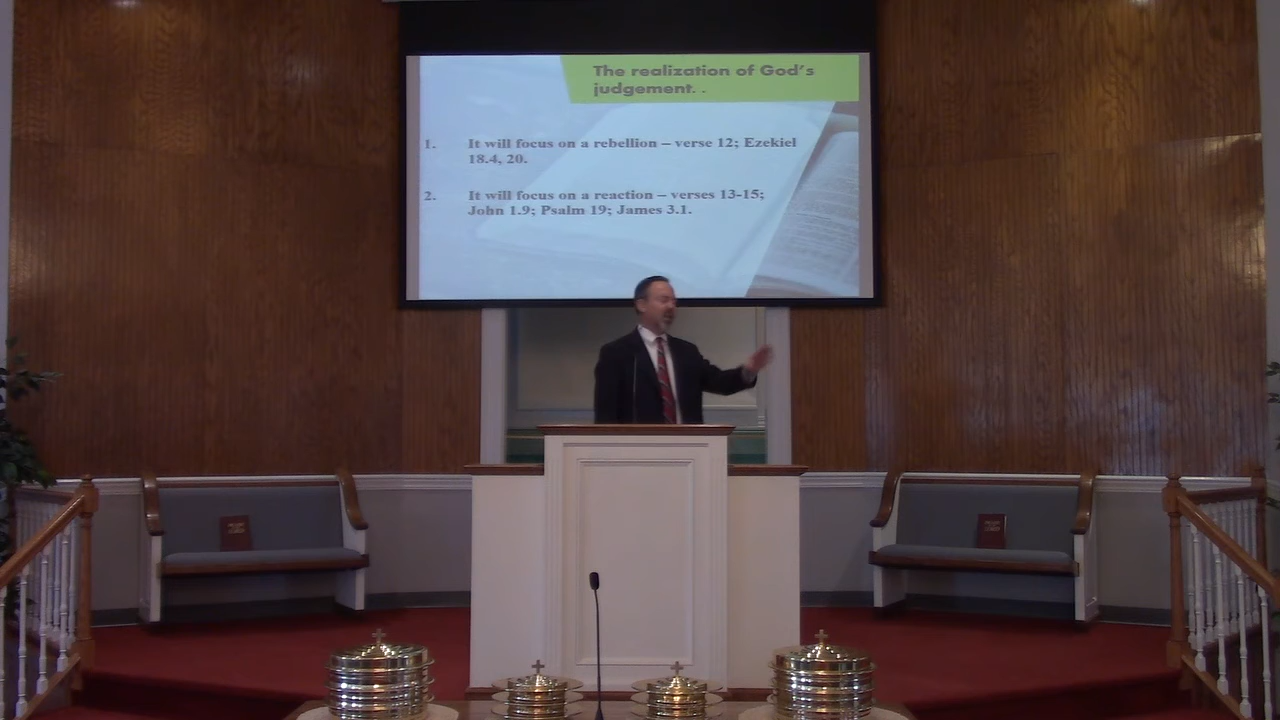 The realization of God's
judgement. .
1. It will focus on a rebellion – verse 12; Ezekiel
18.4, 20.
2. It will focus on a reaction – verses 13-15;
John 1.9; Psalm 19; James 3.1.